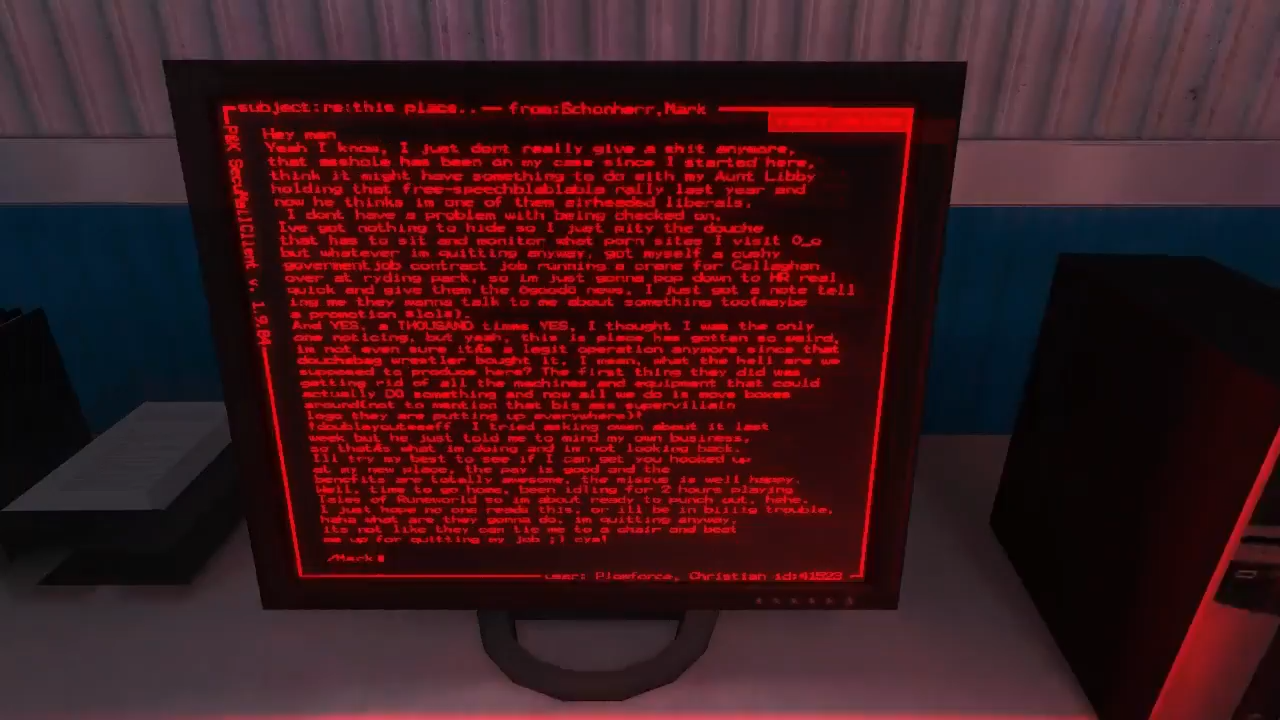 subject:re:this place..— from:Schonherr,Mark
Hey man
Yeah I know, I just dont really give a shit anymore,
that asshole has been on my case since I started here,
think it might have something to do with my Aunt Libby
holding that free-speechblablabla rally last year and
now he thinks im one of them airheaded liberals.
I dont have a problem with being checked on,
Ive got nothing to hide so I just pity the douche
that has to sit and monitor what porn sites I visit O_o
but whatever im quitting anyway, got myself a cushy
goverment job contract job running a crane for Callaghan
over at ryding park, so im just gonna pop down to HR real
quick and give them the ögoodö news, I just got a note tell
ing me they wanna talk to me about something too(maybe
a promotion *lol*).
And YES, a THOUSAND times YES, I thought I was the only
one noticing, but yeah, this is place has gotten so weird,
im not even sure itÆs a legit operation anymore since that
douchebag wrestler bought it. I mean, what the hell are we
supposed to produce here? The first thing they did was
getting rid of all the machines and equipment that could
actually DO something and now all we do is move boxes
around(not to mention that big ass supervillain
logo they are putting up everywhere)!
I tried asking owen about it last
week but he just told me to mind my own business,
so thatÆs what im doing and im not looking back.
Ill try my best to see if I can get you hooked up
at my new place, the pay is good and the
benefits are totally awesome, the missus is well happy.
Well, time to go home, been idling for 2 hours playing
Tales of Runeworld so im about ready to punch out, hehe.
I just hope no one reads this, or ill be in biiig trouble,
haha what are they gonna do, im quitting anyway,
its not like they can tie me to a chair and beat
me up for quitting my job ;) cya!
/Mark
user: Plowforce, Christian id:41523
P&K SecuMailClient v. 1.9.84